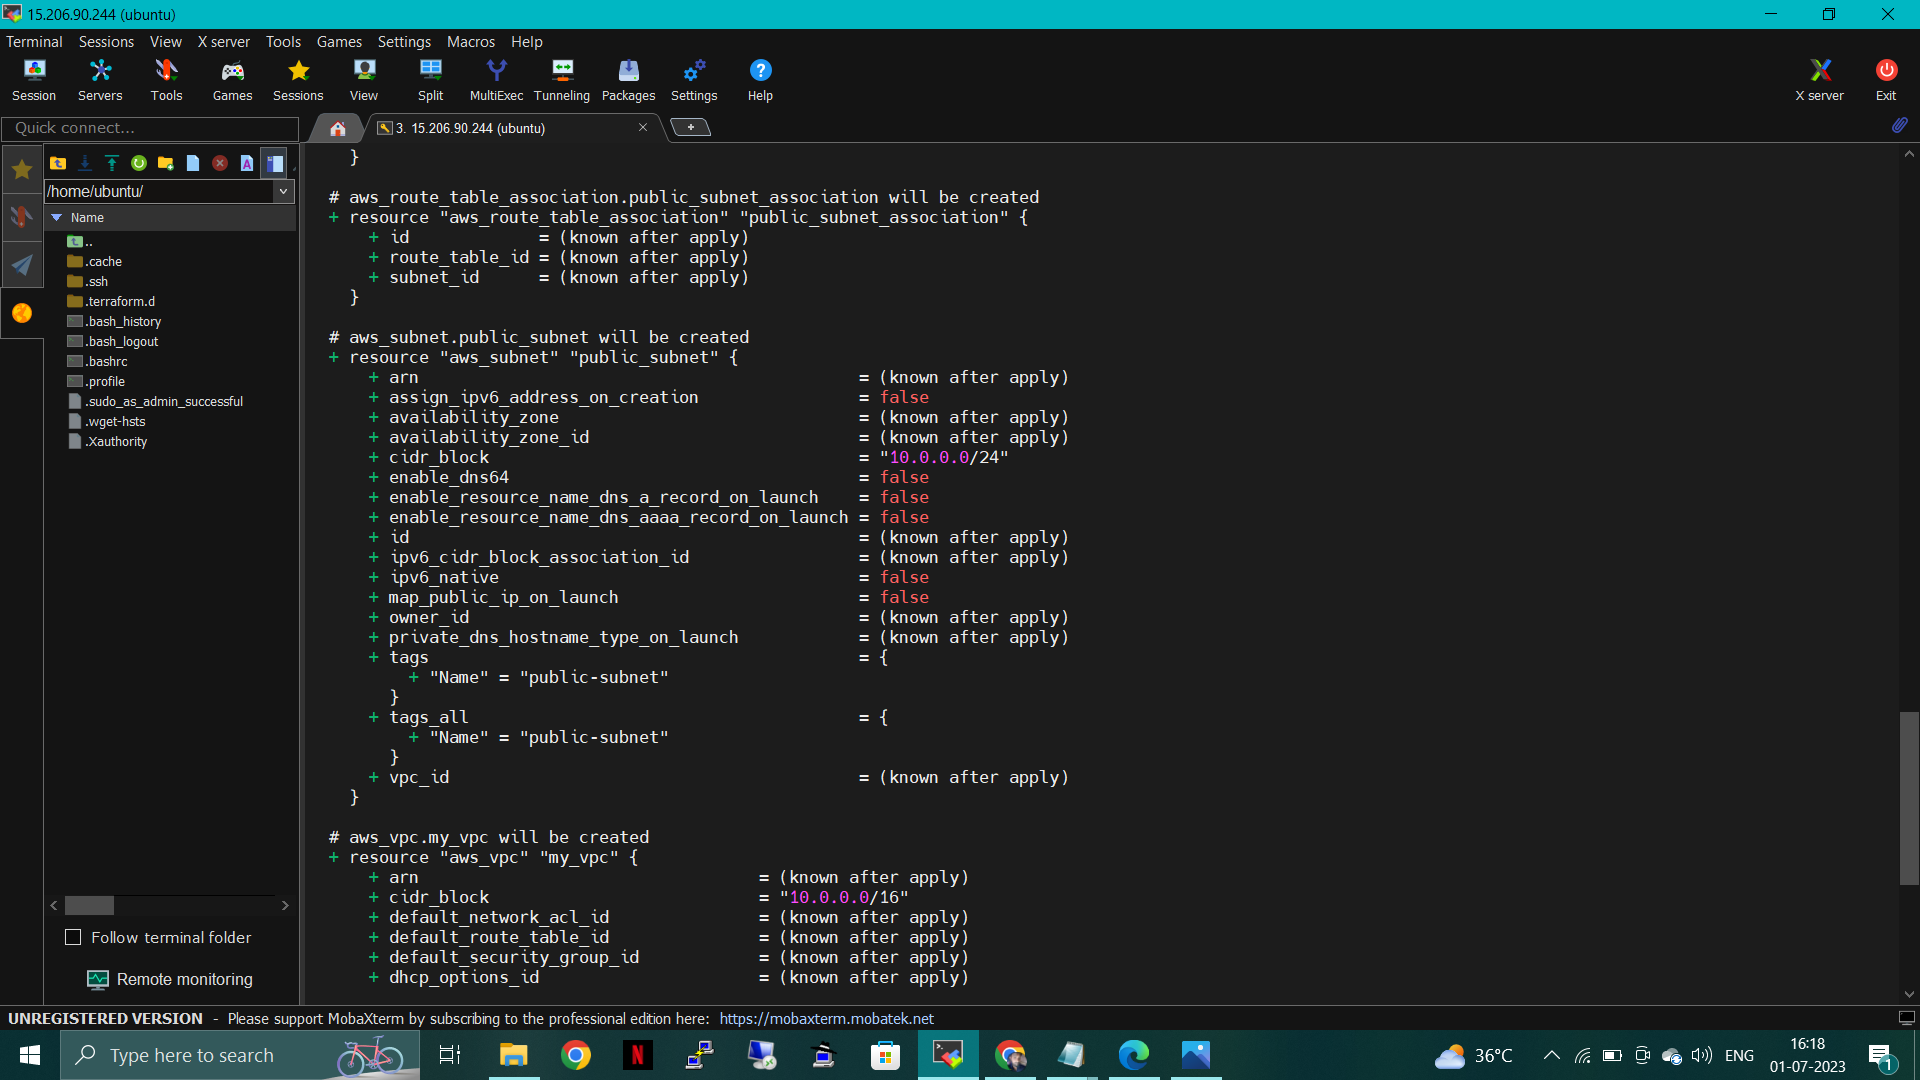 15.206.90.244 (ubuntu)
Terminal Sessions View X server Tools Games Settings Macros Help
Session Servers Tools Games Sessions View Split MultiExec Tunneling Packages Settings Help X server Exit
Quick connect...
3. 15.206.90.244 (ubuntu)
/home/ubuntu/
Name
..
.cache
.ssh
.terraform.d
.bash_history
.bash_logout
.bashrc
.profile
.sudo_as_admin_successful
.wget-hsts
.Xauthority
Follow terminal folder
Remote monitoring
}
# aws_route_table_association.public_subnet_association will be created
+ resource "aws_route_table_association" "public_subnet_association" {
+ id = (known after apply)
+ route_table_id = (known after apply)
+ subnet_id = (known after apply)
}
# aws_subnet.public_subnet will be created
+ resource "aws_subnet" "public_subnet" {
+ arn = (known after apply)
+ assign_ipv6_address_on_creation = false
+ availability_zone = (known after apply)
+ availability_zone_id = (known after apply)
+ cidr_block = "10.0.0.0/24"
+ enable_dns64 = false
+ enable_resource_name_dns_a_record_on_launch = false
+ enable_resource_name_dns_aaaa_record_on_launch = false
+ id = (known after apply)
+ ipv6_cidr_block_association_id = (known after apply)
+ ipv6_native = false
+ map_public_ip_on_launch = false
+ owner_id = (known after apply)
+ private_dns_hostname_type_on_launch = (known after apply)
+ tags = {
+ "Name" = "public-subnet"
}
+ tags_all = {
+ "Name" = "public-subnet"
}
+ vpc_id = (known after apply)
}
# aws_vpc.my_vpc will be created
+ resource "aws_vpc" "my_vpc" {
+ arn = (known after apply)
+ cidr_block = "10.0.0.0/16"
+ default_network_acl_id = (known after apply)
+ default_route_table_id = (known after apply)
+ default_security_group_id = (known after apply)
+ dhcp_options_id = (known after apply)
UNREGISTERED VERSION - Please support MobaXterm by subscribing to the professional edition here: https://mobaxterm.mobatek.net
Type here to search
36°C
ENG
16:18
01-07-2023
1